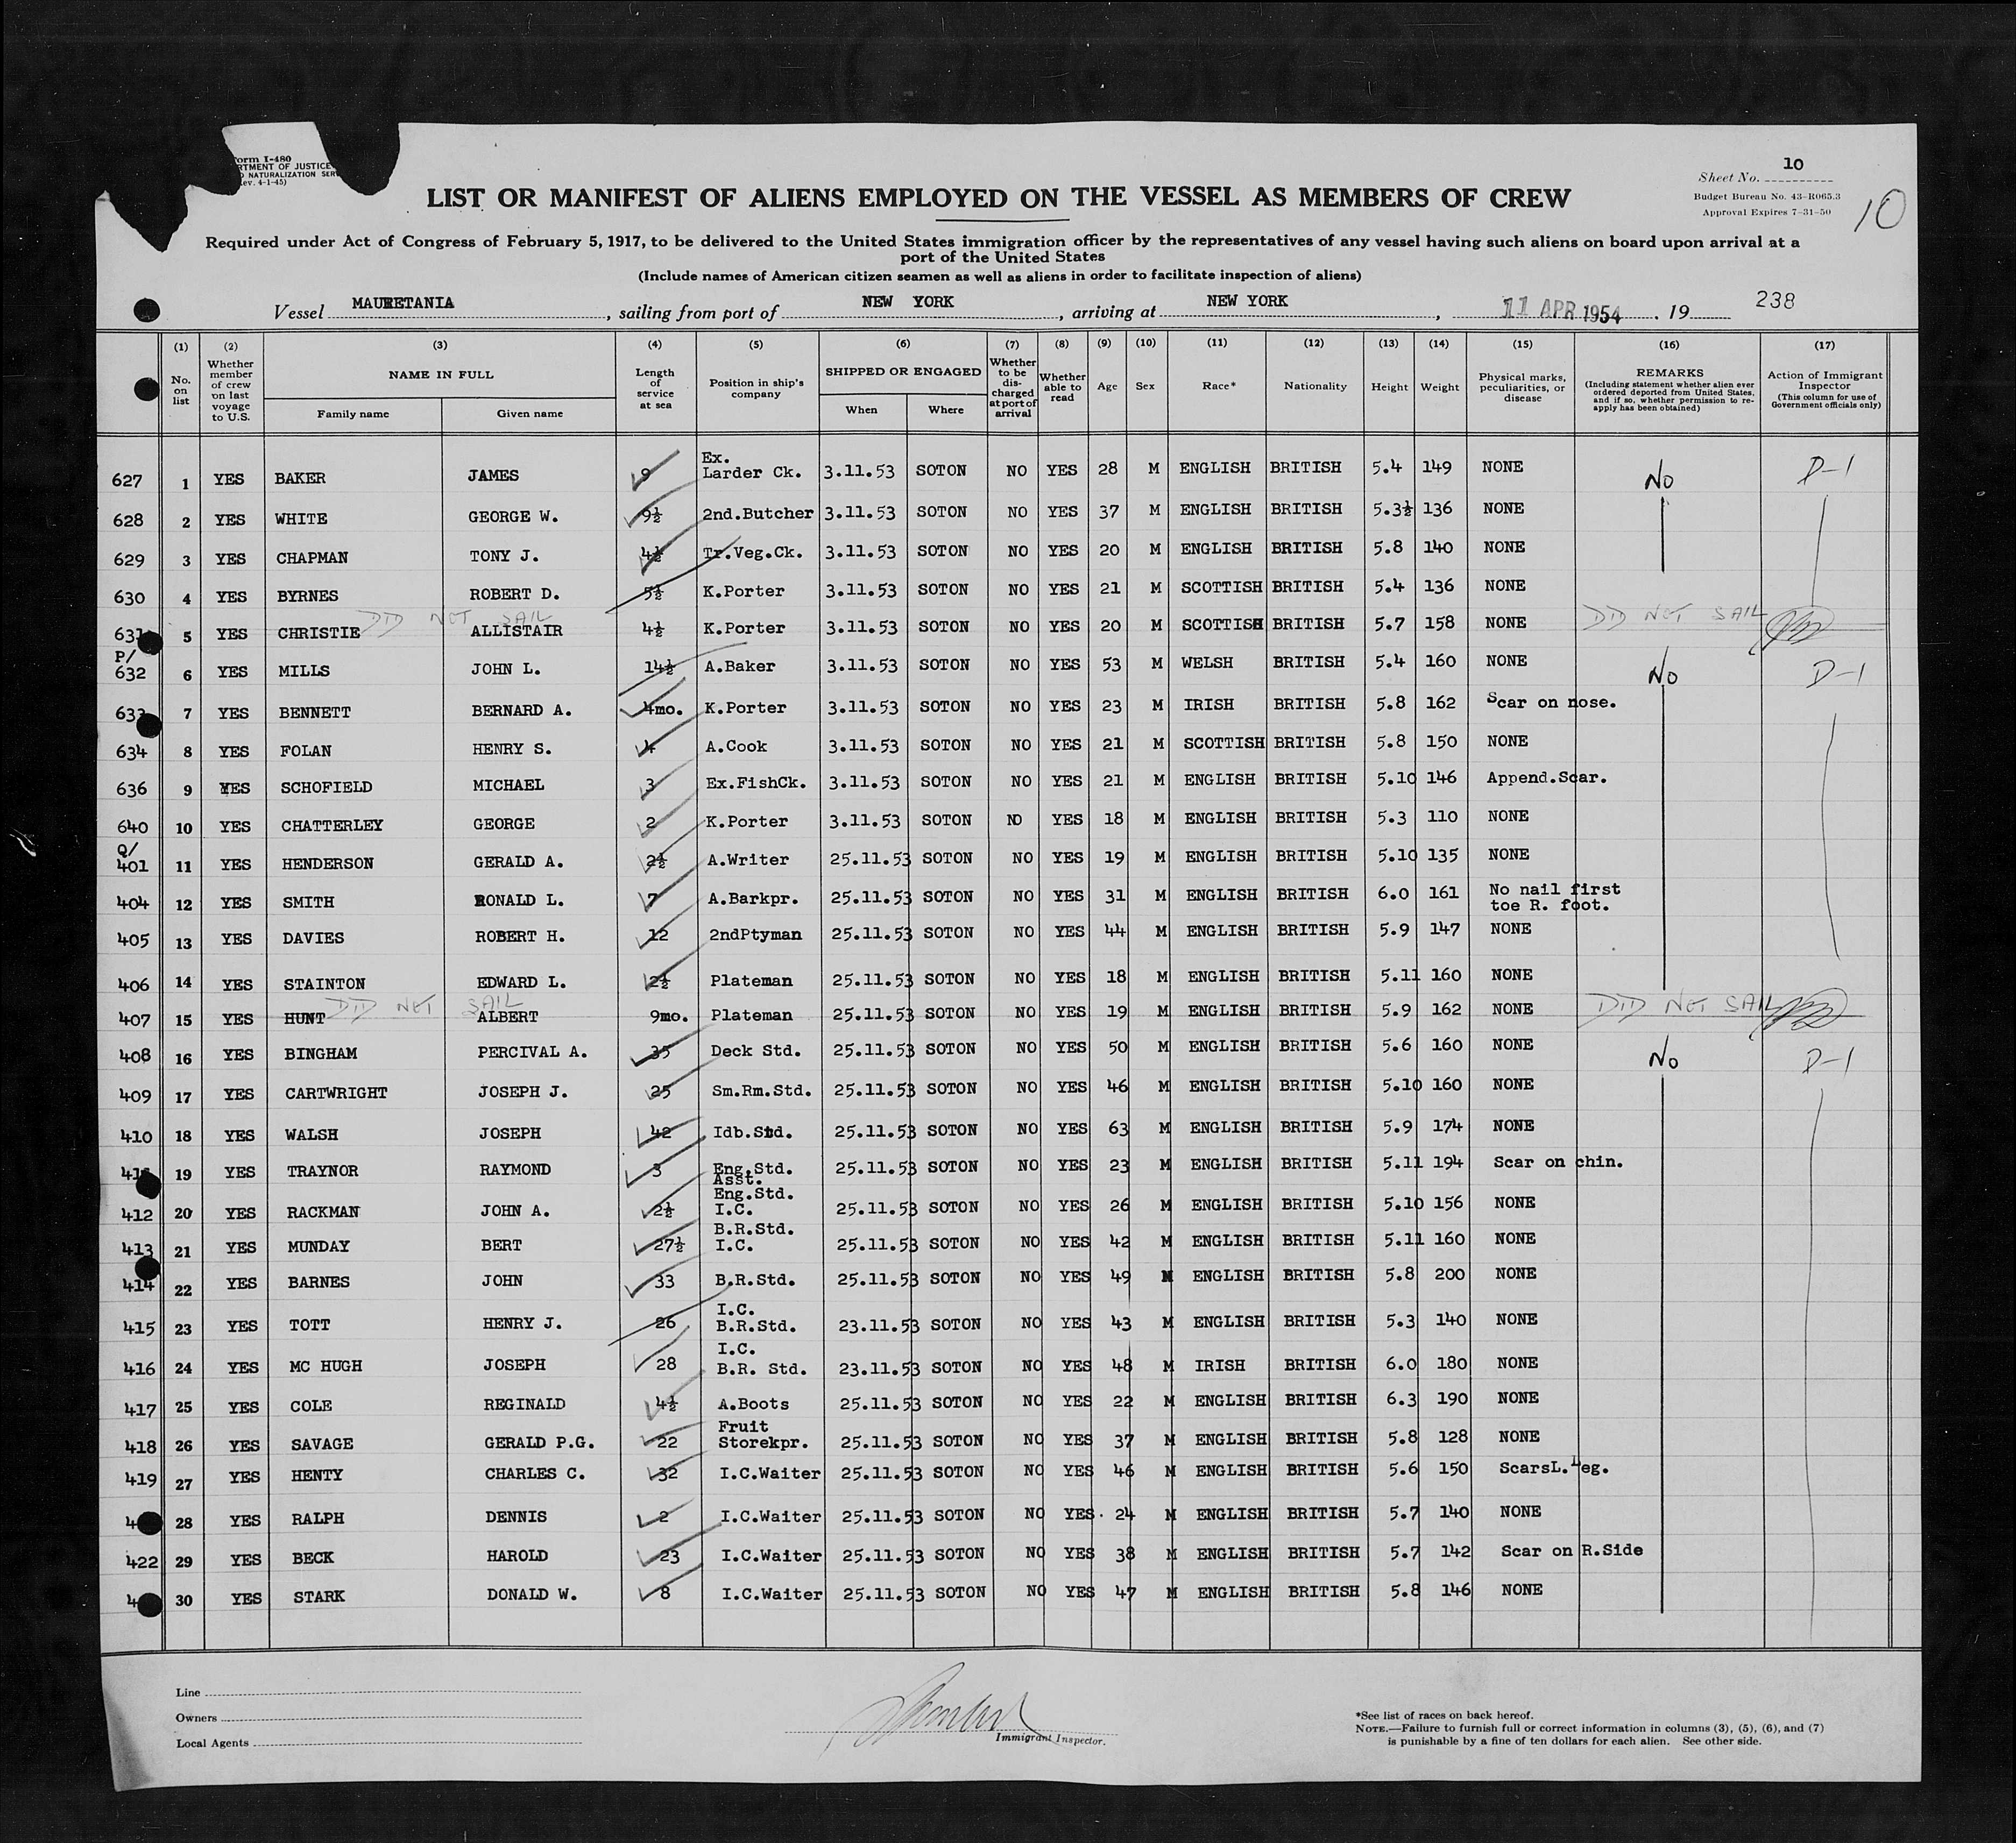 orm I-480
RTMENT OF JUSTICE
D NATURALIZATION SER
ev. 4-1-45)
Sheet No. 10
Budget Bureau No. 43-R065.3
Approval Expires 7-31-50
10
LIST OR MANIFEST OF ALIENS EMPLOYED ON THE VESSEL AS MEMBERS OF CREW
Required under Act of Congress of February 5, 1917, to be delivered to the United States immigration officer by the representatives of any vessel having such aliens on board upon arrival at a
port of the United States
(Include names of American citizen seamen as well as aliens in order to facilitate inspection of aliens)
Vessel MAURETANIA, sailing from port of NEW YORK, arriving at NEW YORK, 11 APR 1954, 19 238
(1) No. on list
(2) Whether member of crew on last voyage to U.S.
(3) NAME IN FULL
Family name
Given name
(4) Length of service at sea
(5) Position in ship's company
(6) SHIPPED OR ENGAGED
When
Where
(7) Whether to be dis-charged at port of arrival
(8) Whether able to read
(9) Age
(10) Sex
(11) Race*
(12) Nationality
(13) Height
(14) Weight
(15) Physical marks, peculiarities, or disease
(16) REMARKS (Including statement whether alien ever ordered deported from United States, and if so, whether permission to re-apply has been obtained)
(17) Action of Immigrant Inspector (This column for use of Government officials only)
627 1 YES BAKER JAMES 9 Ex. Larder Ck. 3.11.53 SOTON NO YES 28 M ENGLISH BRITISH 5.4 149 NONE No D-1
628 2 YES WHITE GEORGE W. 9½ 2nd.Butcher 3.11.53 SOTON NO YES 37 M ENGLISH BRITISH 5.3½ 136 NONE
629 3 YES CHAPMAN TONY J. 4½ Tr.Veg.Ck. 3.11.53 SOTON NO YES 20 M ENGLISH BRITISH 5.8 140 NONE
630 4 YES BYRNES ROBERT D. 5½ K.Porter 3.11.53 SOTON NO YES 21 M SCOTTISH BRITISH 5.4 136 NONE
DID NOT SAIL
631 5 YES CHRISTIE ALLISTAIR 4½ K.Porter 3.11.53 SOTON NO YES 20 M SCOTTISH BRITISH 5.7 158 NONE DID NOT SAIL
P/
632 6 YES MILLS JOHN L. 14½ A.Baker 3.11.53 SOTON NO YES 53 M WELSH BRITISH 5.4 160 NONE No D-1
633 7 YES BENNETT BERNARD A. 4mo. K.Porter 3.11.53 SOTON NO YES 23 M IRISH BRITISH 5.8 162 Scar on nose.
634 8 YES FOLAN HENRY S. 4 A.Cook 3.11.53 SOTON NO YES 21 M SCOTTISH BRITISH 5.8 150 NONE
636 9 YES SCHOFIELD MICHAEL 3 Ex.FishCk. 3.11.53 SOTON NO YES 21 M ENGLISH BRITISH 5.10 146 Append.Scar.
640 10 YES CHATTERLEY GEORGE 2 K.Porter 3.11.53 SOTON NO YES 18 M ENGLISH BRITISH 5.3 110 NONE
Q/
401 11 YES HENDERSON GERALD A. 2½ A.Writer 25.11.53 SOTON NO YES 19 M ENGLISH BRITISH 5.10 135 NONE
404 12 YES SMITH RONALD L. 7 A.Barkpr. 25.11.53 SOTON NO YES 31 M ENGLISH BRITISH 6.0 161 No nail first toe R. foot.
405 13 YES DAVIES ROBERT H. 12 2ndPtyman 25.11.53 SOTON NO YES 44 M ENGLISH BRITISH 5.9 147 NONE
406 14 YES STAINTON EDWARD L. 2½ Plateman 25.11.53 SOTON NO YES 18 M ENGLISH BRITISH 5.11 160 NONE
DID NOT SAIL
407 15 YES HUNT ALBERT 9mo. Plateman 25.11.53 SOTON NO YES 19 M ENGLISH BRITISH 5.9 162 NONE DID NOT SAIL
408 16 YES BINGHAM PERCIVAL A. 35 Deck Std. 25.11.53 SOTON NO YES 50 M ENGLISH BRITISH 5.6 160 NONE No D-1
409 17 YES CARTWRIGHT JOSEPH J. 25 Sm.Rm.Std. 25.11.53 SOTON NO YES 46 M ENGLISH BRITISH 5.10 160 NONE
410 18 YES WALSH JOSEPH 42 Idb.Std. 25.11.53 SOTON NO YES 63 M ENGLISH BRITISH 5.9 174 NONE
19 YES TRAYNOR RAYMOND 3 Eng.Std. 25.11.53 SOTON NO YES 23 M ENGLISH BRITISH 5.11 194 Scar on chin.
412 20 YES RACKMAN JOHN A. 2½ Asst. Eng.Std. 25.11.53 SOTON NO YES 26 M ENGLISH BRITISH 5.10 156 NONE
413 21 YES MUNDAY BERT 27½ I.C. B.R.Std. I.C. 25.11.53 SOTON NO YES 42 M ENGLISH BRITISH 5.11 160 NONE
414 22 YES BARNES JOHN 33 B.R.Std. 25.11.53 SOTON NO YES 49 M ENGLISH BRITISH 5.8 200 NONE
415 23 YES TOTT HENRY J. 26 I.C. B.R.Std. 23.11.53 SOTON NO YES 43 M ENGLISH BRITISH 5.3 140 NONE
416 24 YES MC HUGH JOSEPH 28 I.C. B.R. Std. 23.11.53 SOTON NO YES 48 M IRISH BRITISH 6.0 180 NONE
417 25 YES COLE REGINALD 4½ A.Boots 25.11.53 SOTON NO YES 22 M ENGLISH BRITISH 6.3 190 NONE
418 26 YES SAVAGE GERALD P.G. 22 Fruit Storekpr. 25.11.53 SOTON NO YES 37 M ENGLISH BRITISH 5.8 128 NONE
419 27 YES HENTY CHARLES C. 32 I.C.Waiter 25.11.53 SOTON NO YES 46 M ENGLISH BRITISH 5.6 150 ScarsL.Leg.
28 YES RALPH DENNIS 2 I.C.Waiter 25.11.53 SOTON NO YES 24 M ENGLISH BRITISH 5.7 140 NONE
422 29 YES BECK HAROLD 23 I.C.Waiter 25.11.53 SOTON NO YES 38 M ENGLISH BRITISH 5.7 142 Scar on R.Side
30 YES STARK DONALD W. 8 I.C.Waiter 25.11.53 SOTON NO YES 47 M ENGLISH BRITISH 5.8 146 NONE
Line
Owners
Local Agents
Immigrant Inspector.
*See list of races on back hereof.
NOTE.—Failure to furnish full or correct information in columns (3), (5), (6), and (7)
is punishable by a fine of ten dollars for each alien. See other side.